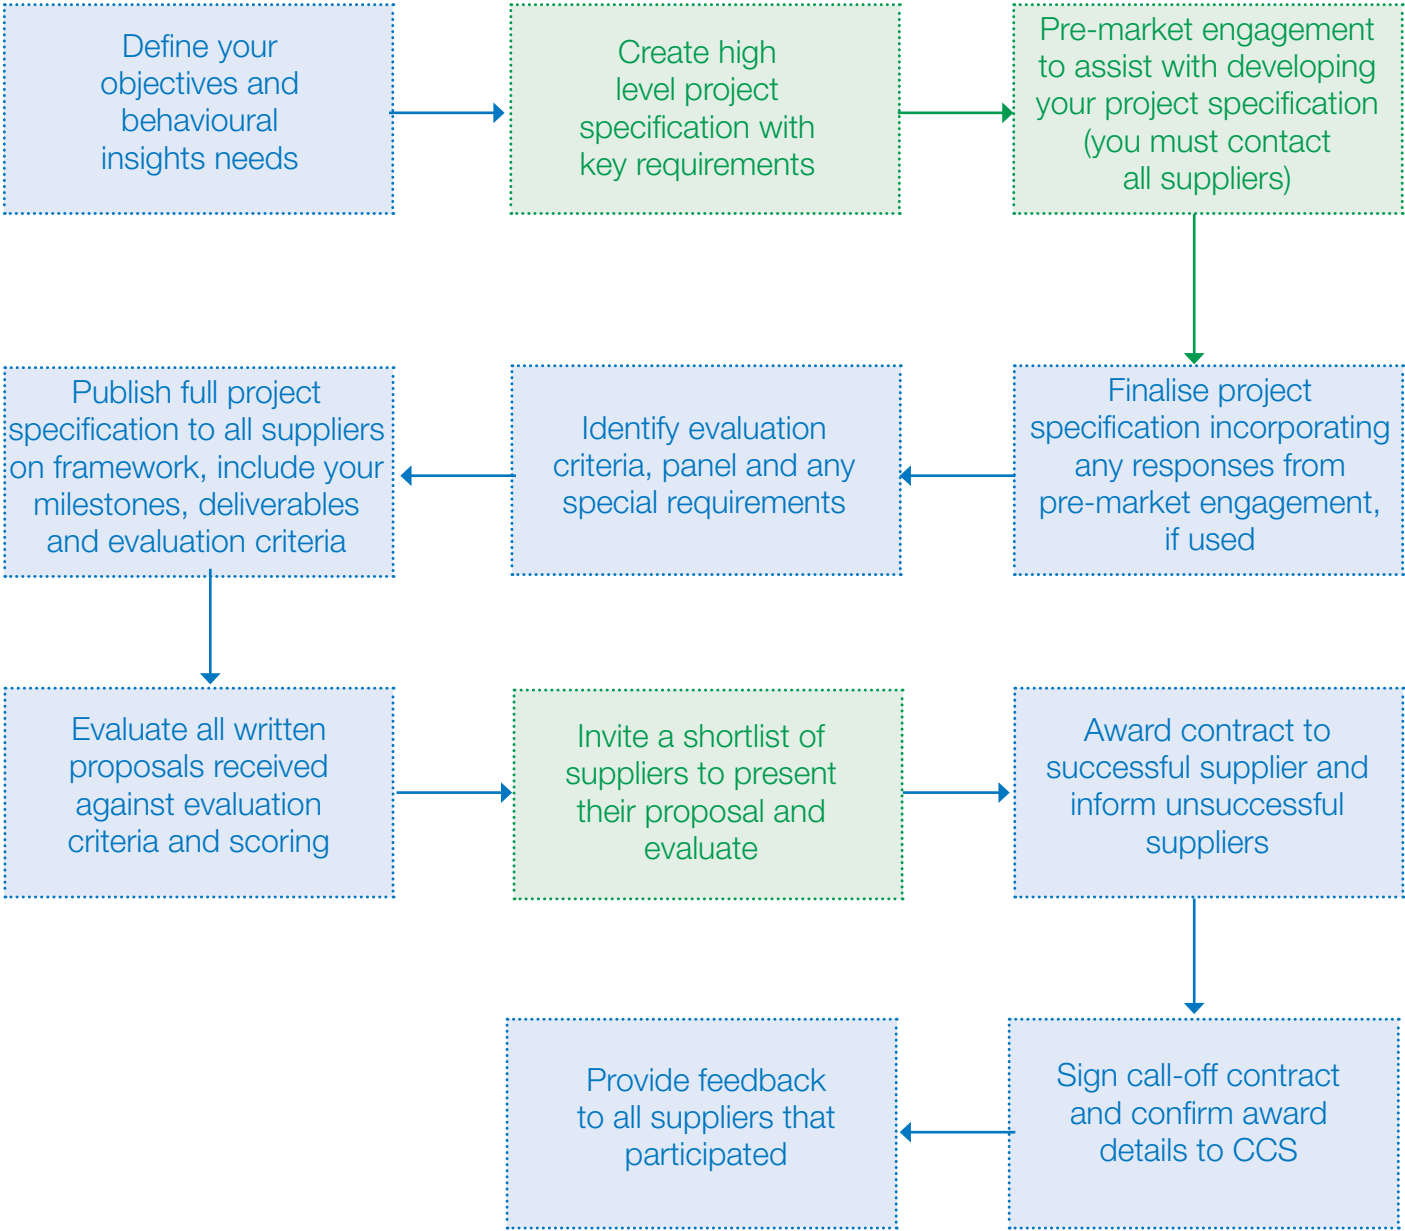 Define your
objectives and
behavioural
insights needs
Create high
level project
specification with
key requirements
Pre-market engagement
to assist with developing
your project specification
(you must contact
all suppliers)
Finalise project
specification incorporating
any responses from
pre-market engagement,
if used
Identify evaluation
criteria, panel and any
special requirements
Publish full project
specification to all suppliers
on framework, include your
milestones, deliverables
and evaluation criteria
Evaluate all written
proposals received
against evaluation
criteria and scoring
Invite a shortlist of
suppliers to present
their proposal and
evaluate
Award contract to
successful supplier and
inform unsuccessful
suppliers
Sign call-off contract
and confirm award
details to CCS
Provide feedback
to all suppliers that
participated